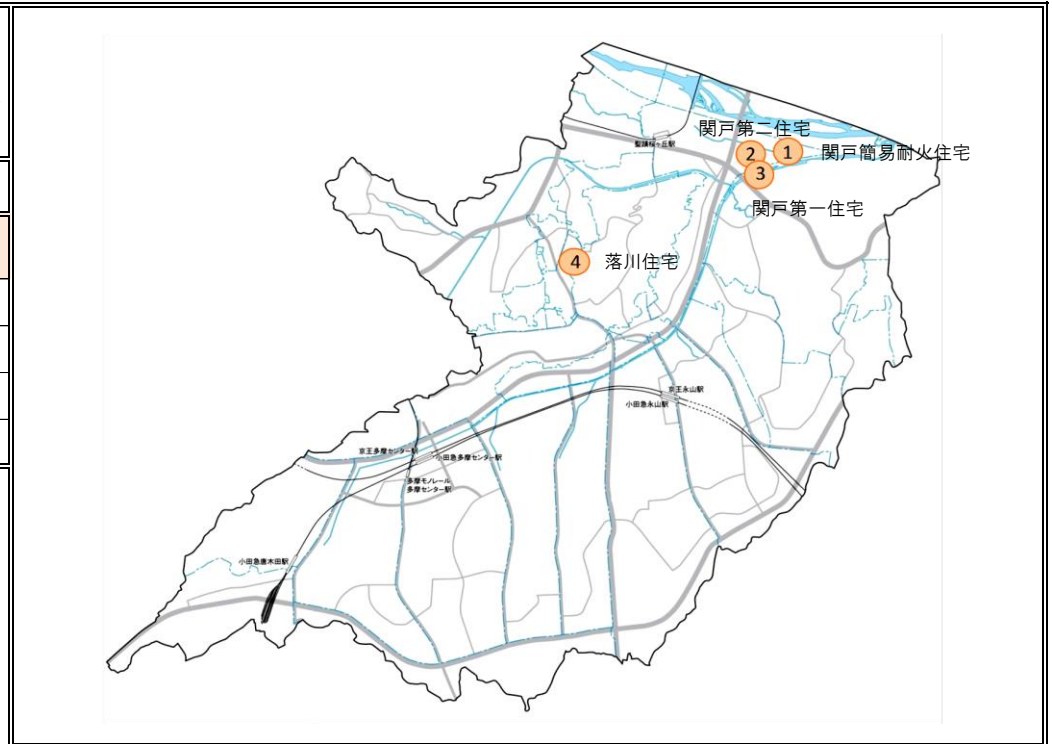 関戸第二住宅
聖蹟桜ヶ丘駅
2
1
関戸簡易耐火住宅
3
関戸第一住宅
4
落川住宅
京王永山駅
小田急永山駅
京王多摩センター駅
小田急多摩センター駅
多摩モノレール
多摩センター駅
小田急唐木田駅